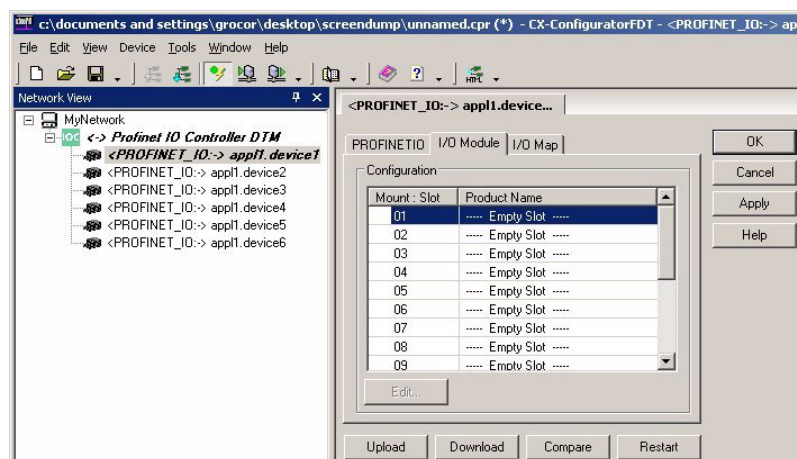 c:\documents and settings\grocor\desktop\screendump\unnamed.cpr (*) - CX-ConfiguratorFDT - <PROFINET_IO:-> ap
File Edit View Device Tools Window Help
HTML
Network View
MyNetwork
IOC <-> Profinet IO Controller DTM
<PROFINET_IO:-> appl1.device1
<PROFINET_IO:-> appl1.device2
<PROFINET_IO:-> appl1.device3
<PROFINET_IO:-> appl1.device4
<PROFINET_IO:-> appl1.device5
<PROFINET_IO:-> appl1.device6
<PROFINET_IO:-> appl1.device...
PROFINETIO I/O Module I/O Map
Configuration
Mount : Slot Product Name
01 ----- Empty Slot -----
02 ----- Empty Slot -----
03 ----- Empty Slot -----
04 ----- Empty Slot -----
05 ----- Empty Slot -----
06 ----- Empty Slot -----
07 ----- Empty Slot -----
08 ----- Empty Slot -----
09 ----- Empty Slot -----
Edit...
OK
Cancel
Apply
Help
Upload Download Compare Restart